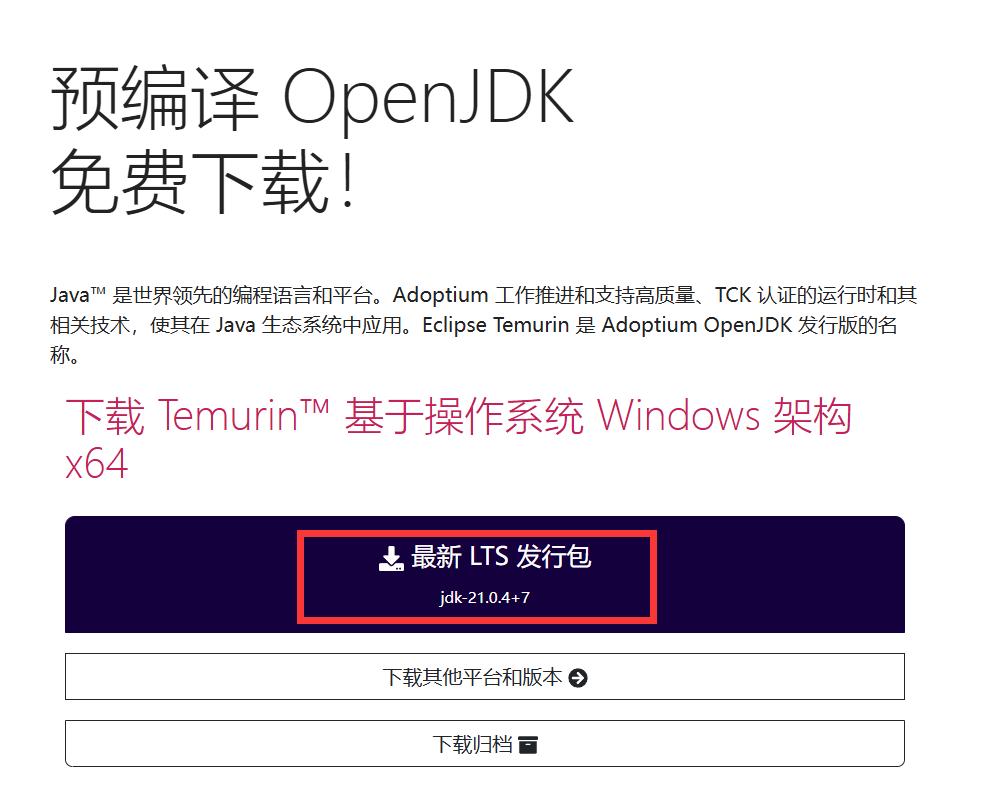 预编译 OpenJDK
免费下载！
Java™ 是世界领先的编程语言和平台。Adoptium 工作推进和支持高质量、TCK 认证的运行时和其
相关技术，使其在 Java 生态系统中应用。Eclipse Temurin 是 Adoptium OpenJDK 发行版的名
称。
下载 Temurin™ 基于操作系统 Windows 架构
x64
最新 LTS 发行包
jdk-21.0.4+7
下载其他平台和版本
下载归档